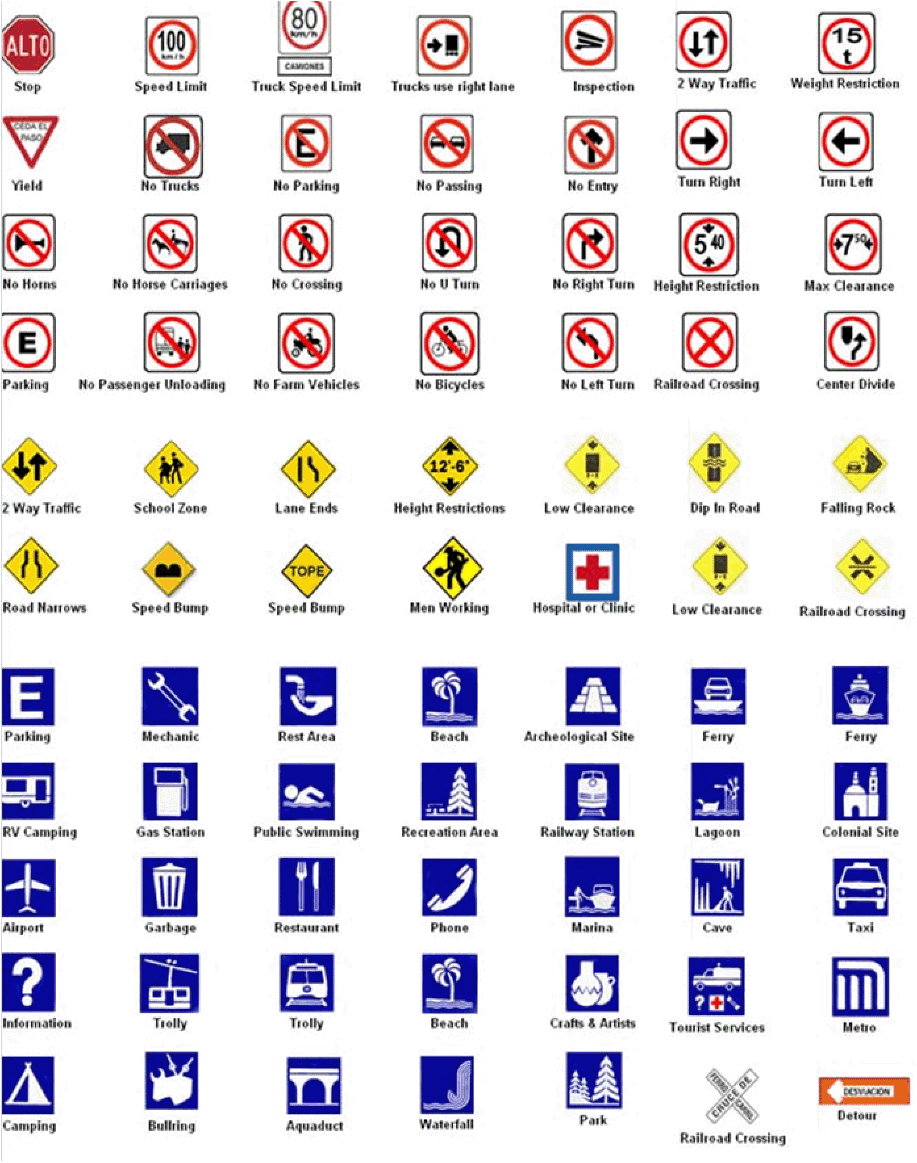 ALTO
100
km/h
80
km/h
CAMIONES
15
t
Stop
Speed Limit
Truck Speed Limit
Trucks use right lane
Inspection
2 Way Traffic
Weight Restriction
CEDA EL
PASO
E
Yield
No Trucks
No Parking
No Passing
No Entry
Turn Right
Turn Left
5 40
7 50
No Horns
No Horse Carriages
No Crossing
No U Turn
No Right Turn
Height Restriction
Max Clearance
E
Parking
No Passenger Unloading
No Farm Vehicles
No Bicycles
No Left Turn
Railroad Crossing
Center Divide
12'-6"
2 Way Traffic
School Zone
Lane Ends
Height Restrictions
Low Clearance
Dip In Road
Falling Rock
TOPE
Road Narrows
Speed Bump
Speed Bump
Men Working
Hospital or Clinic
Low Clearance
Railroad Crossing
E
Parking
Mechanic
Rest Area
Beach
Archeological Site
Ferry
Ferry
RV Camping
Gas Station
Public Swimming
Recreation Area
Railway Station
Lagoon
Colonial Site
Airport
Garbage
Restaurant
Phone
Marina
Cave
Taxi
?
?
Information
Trolly
Trolly
Beach
Crafts & Artists
Tourist Services
Metro
CRUCE DE
FERRO
CARRIL
DESVIACION
Camping
Bullring
Aquaduct
Waterfall
Park
Railroad Crossing
Detour